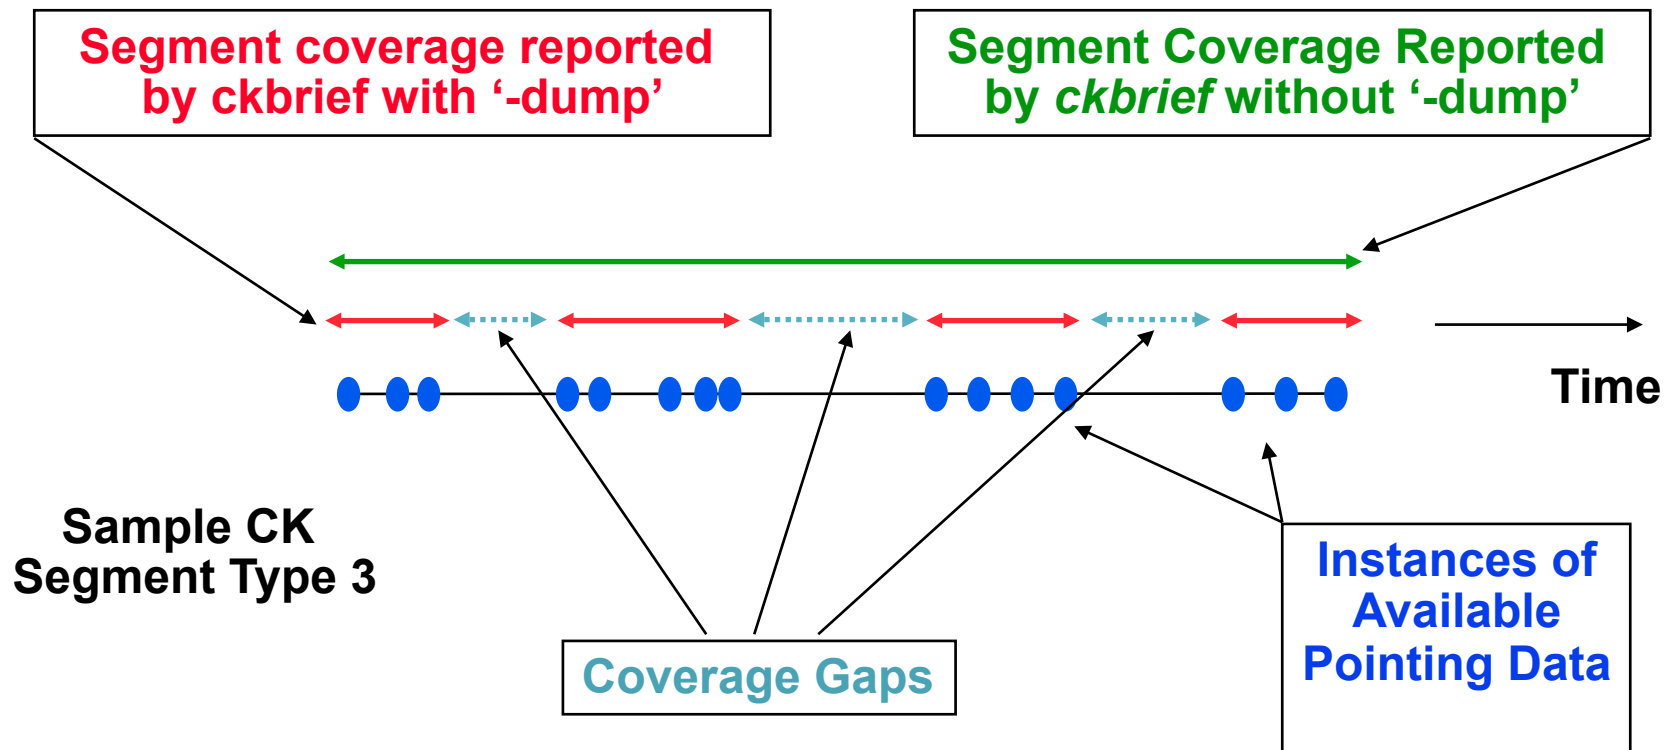 Segment coverage reported
by ckbrief with ‘-dump’
Segment Coverage Reported
by ckbrief without ‘-dump’
Time
Sample CK
Segment Type 3
Coverage Gaps
Instances of
Available
Pointing Data